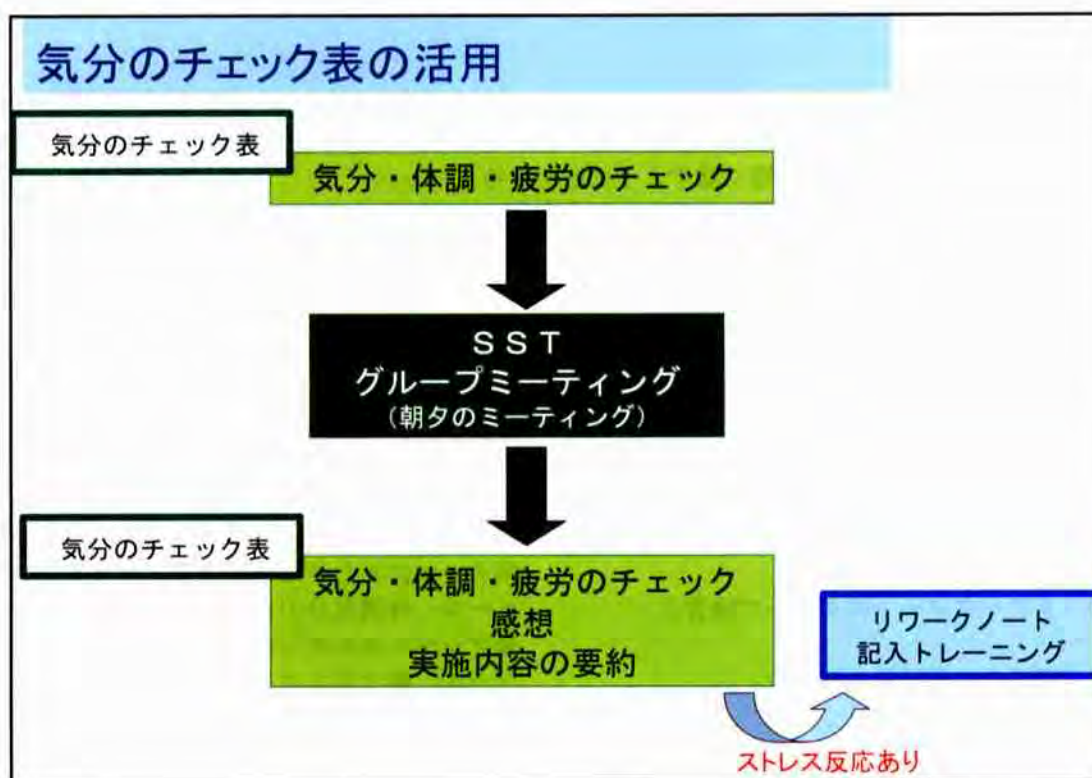 気分のチェック表の活用
気分のチェック表
気分・体調・疲労のチェック
ＳＳＴ
グループミーティング
（朝夕のミーティング）
気分のチェック表
気分・体調・疲労のチェック
感想
実施内容の要約
リワークノート
記入トレーニング
ストレス反応あり